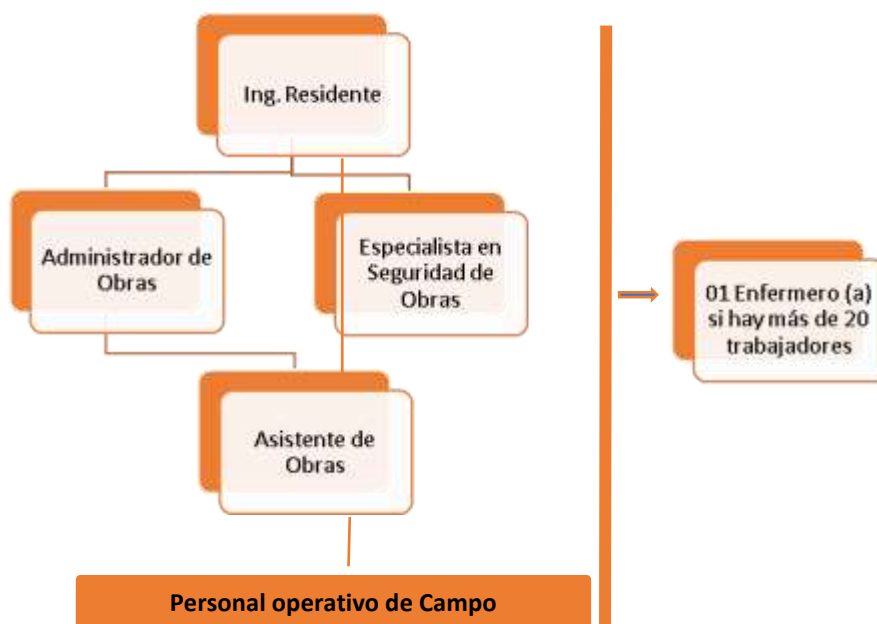 Ing. Residente
Administrador de
Obras
Especialista en
Seguridad de
Obras
01 Enfermero (a)
si hay más de 20
trabajadores
Asistente de
Obras
Personal operativo de Campo